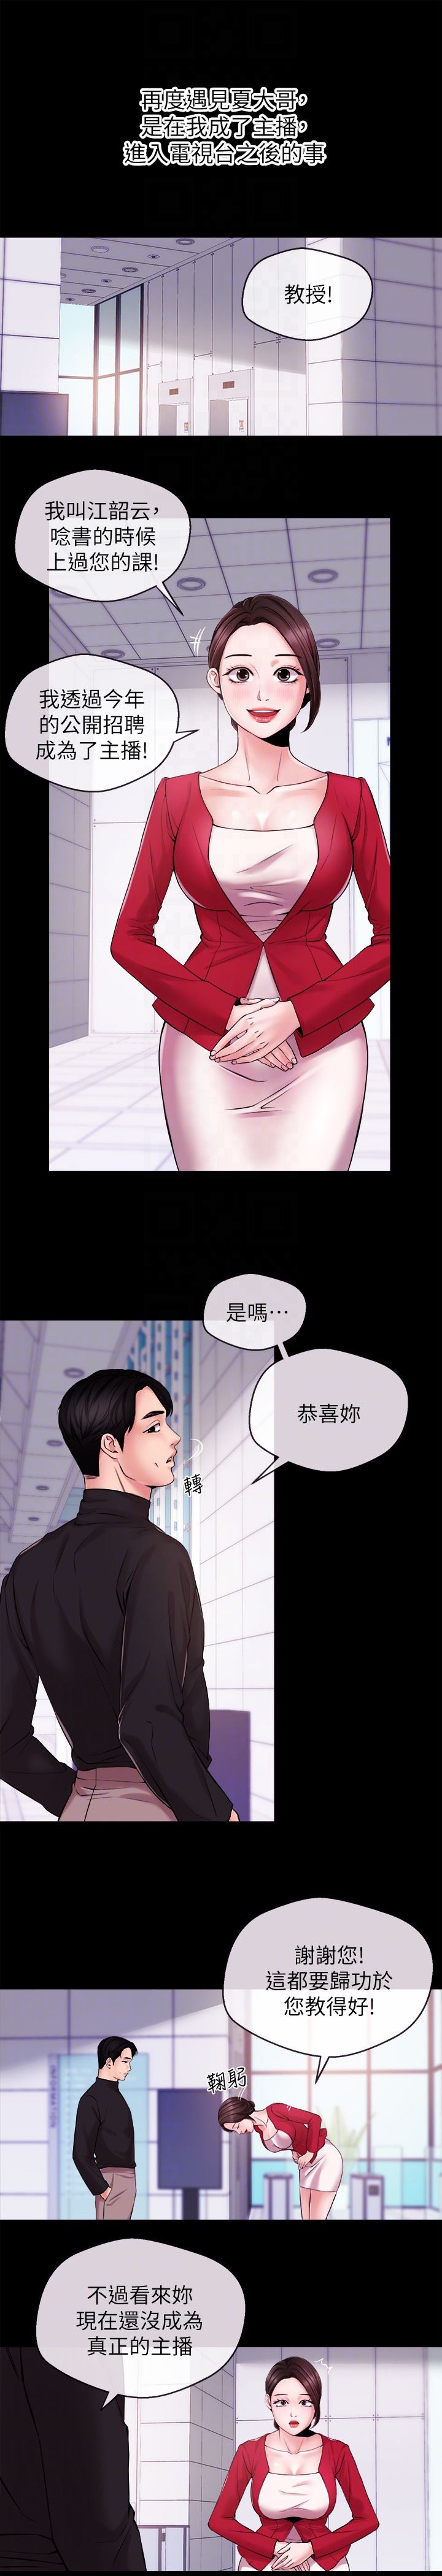 再度遇見夏大哥，
是在我成了主播，
進入電視台之後的事
教授!
我叫江韶云，
唸書的時候
上過您的課!
我透過今年
的公開招聘
成為了主播!
是嗎…
恭喜妳
轉
謝謝您!
這都要歸功於
您教得好!
鞠躬
INFORMATION
不過看來妳
現在還沒成為
真正的主播